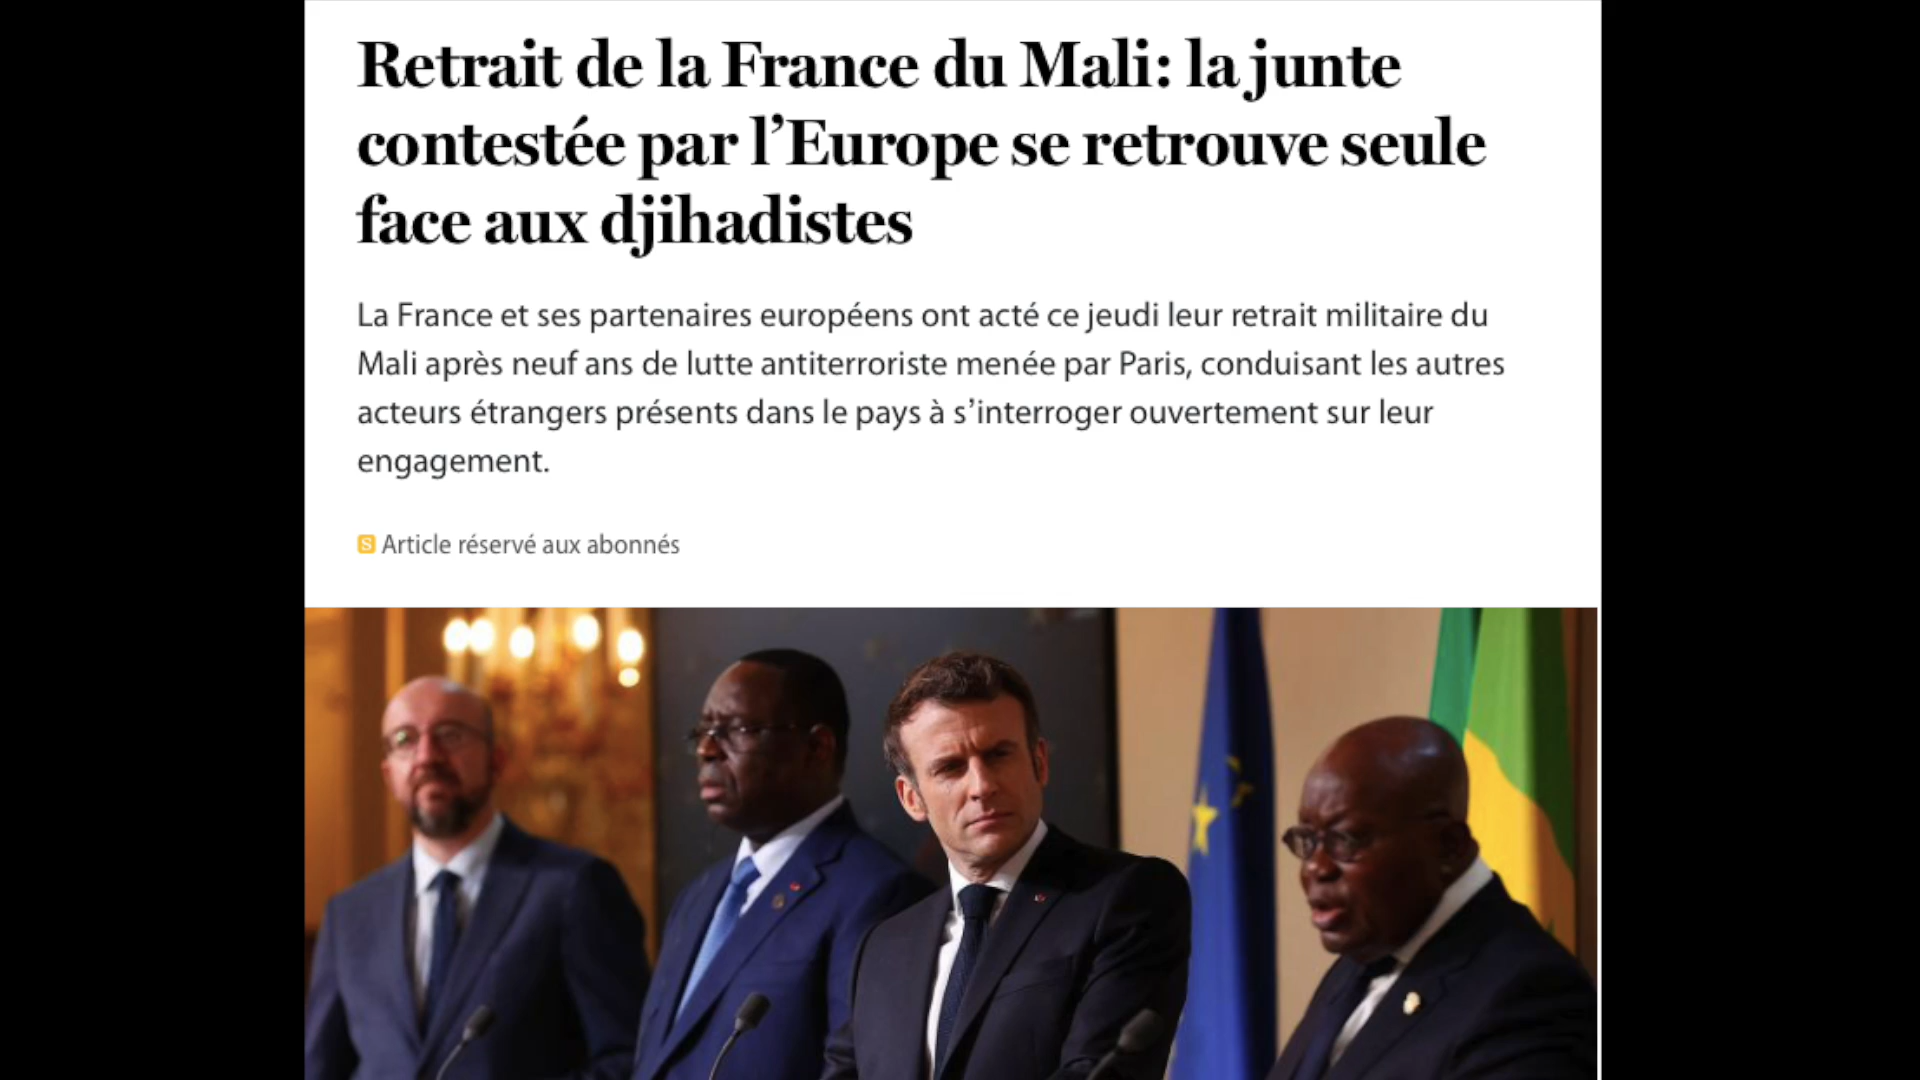 Retrait de la France du Mali: la junte
contestée par l’Europe se retrouve seule
face aux djihadistes
La France et ses partenaires européens ont acté ce jeudi leur retrait militaire du
Mali après neuf ans de lutte antiterroriste menée par Paris, conduisant les autres
acteurs étrangers présents dans le pays à s’interroger ouvertement sur leur
engagement.
S Article réservé aux abonnés